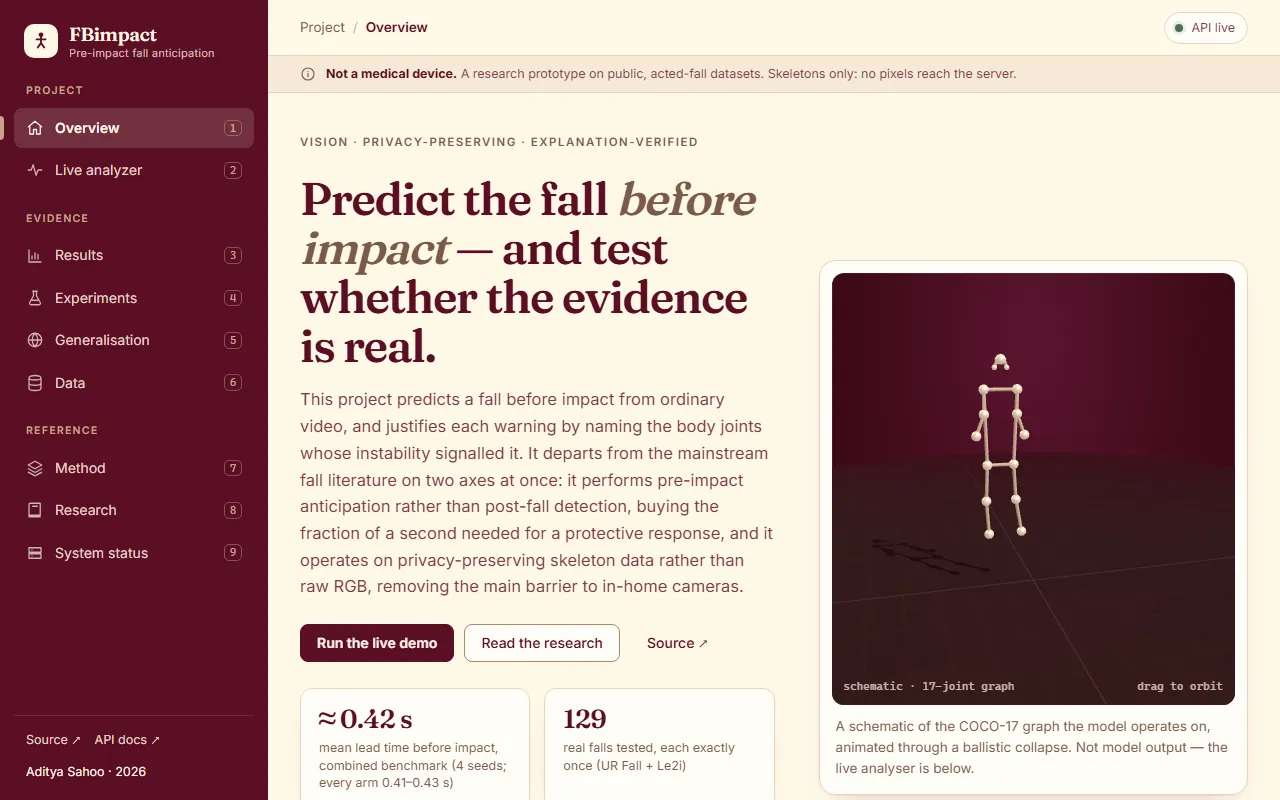 FBimpact
Pre-impact fall anticipation
PROJECT
Overview 1
Live analyzer 2
EVIDENCE
Results 3
Experiments 4
Generalisation 5
Data 6
REFERENCE
Method 7
Research 8
System status 9
Source ↗ API docs ↗
Aditya Sahoo · 2026
Project / Overview
API live
Not a medical device. A research prototype on public, acted-fall datasets. Skeletons only: no pixels reach the server.
VISION · PRIVACY-PRESERVING · EXPLANATION-VERIFIED
Predict the fall before
impact — and test
whether the evidence
is real.
This project predicts a fall before impact from ordinary
video, and justifies each warning by naming the body joints
whose instability signalled it. It departs from the mainstream
fall literature on two axes at once: it performs pre-impact
anticipation rather than post-fall detection, buying the
fraction of a second needed for a protective response, and it
operates on privacy-preserving skeleton data rather than
raw RGB, removing the main barrier to in-home cameras.
Run the live demo
Read the research
Source ↗
≈0.42 s
mean lead time before impact,
combined benchmark (4 seeds;
every arm 0.41–0.43 s)
129
real falls tested, each exactly
once (UR Fall + Le2i)
schematic · 17-joint graph
drag to orbit
A schematic of the COCO-17 graph the model operates on,
animated through a ballistic collapse. Not model output — the
live analyser is below.